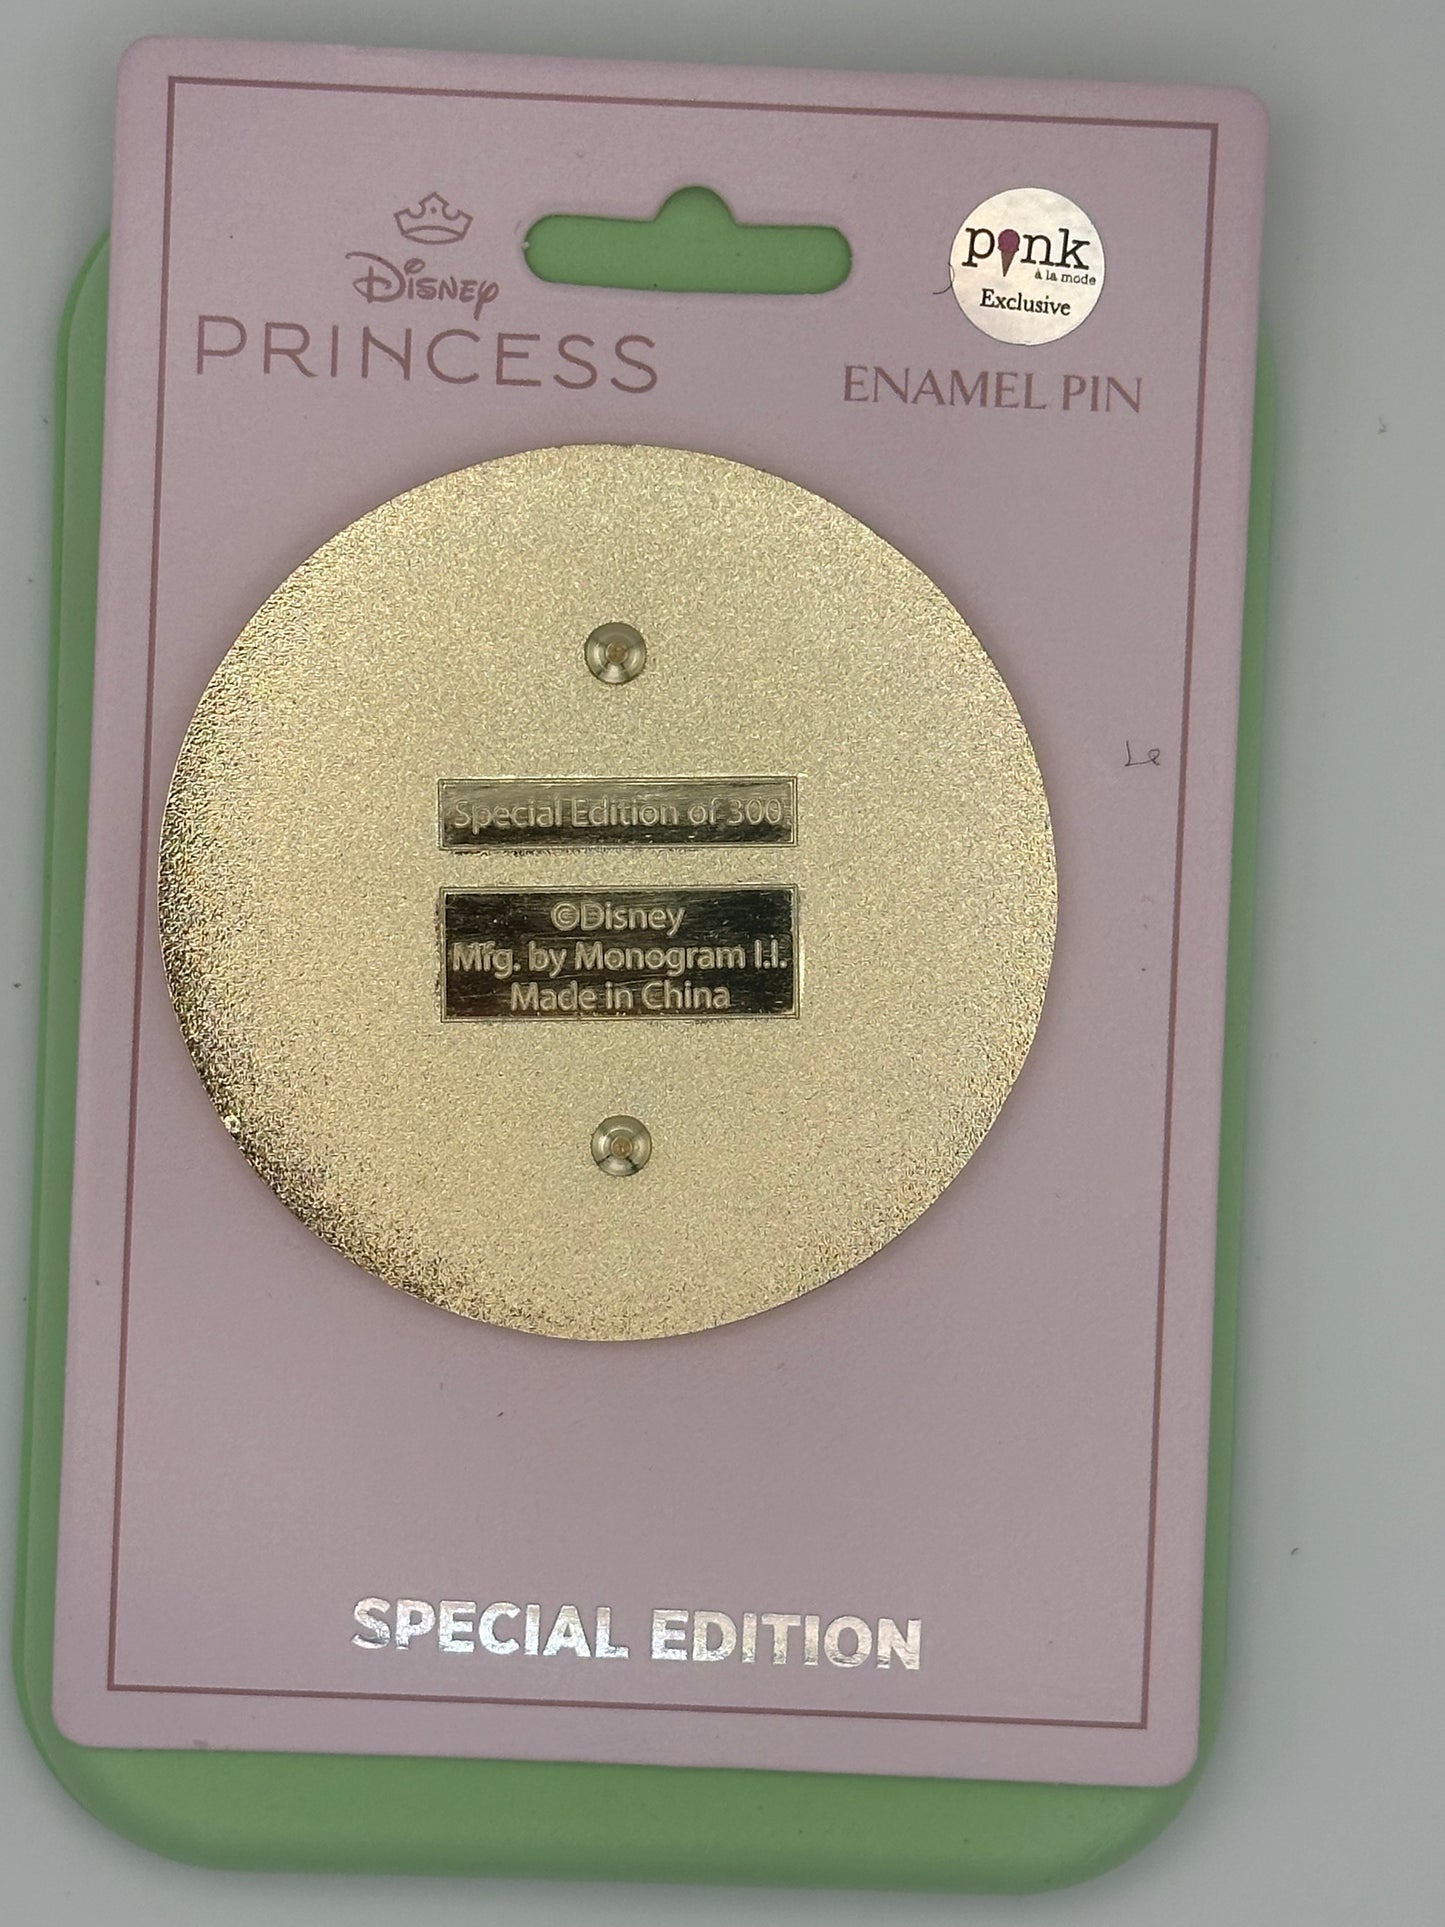 Disney
PRINCESS
pink
à la mode
Exclusive
ENAMEL PIN
Special Edition of 300
©Disney
Mfg. by Monogram I.I.
Made in China
Le
SPECIAL EDITION